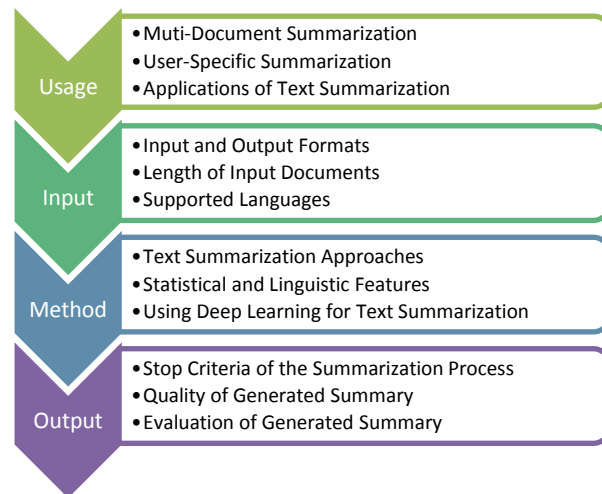 Usage
•Muti-Document Summarization
•User-Specific Summarization
•Applications of Text Summarization
Input
•Input and Output Formats
•Length of Input Documents
•Supported Languages
Method
•Text Summarization Approaches
•Statistical and Linguistic Features
•Using Deep Learning for Text Summarization
Output
•Stop Criteria of the Summarization Process
•Quality of Generated Summary
•Evaluation of Generated Summary